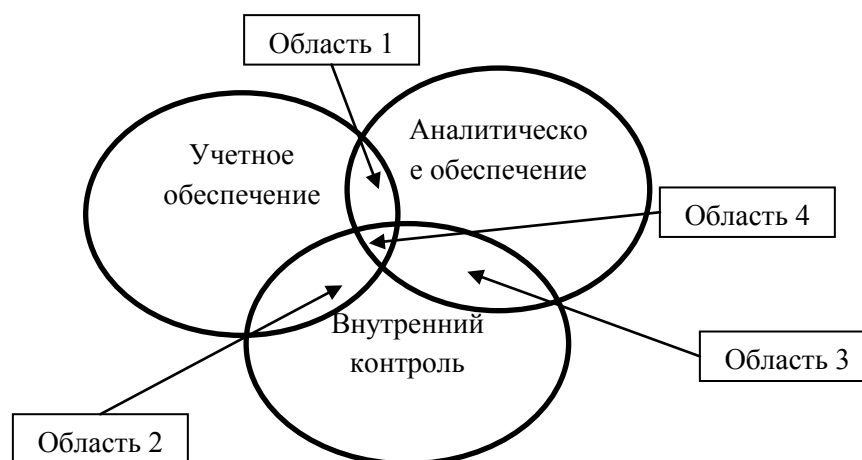 Область 1
Аналитическо
е обеспечение
Учетное
обеспечение
Область 4
Внутренний
контроль
Область 3
Область 2